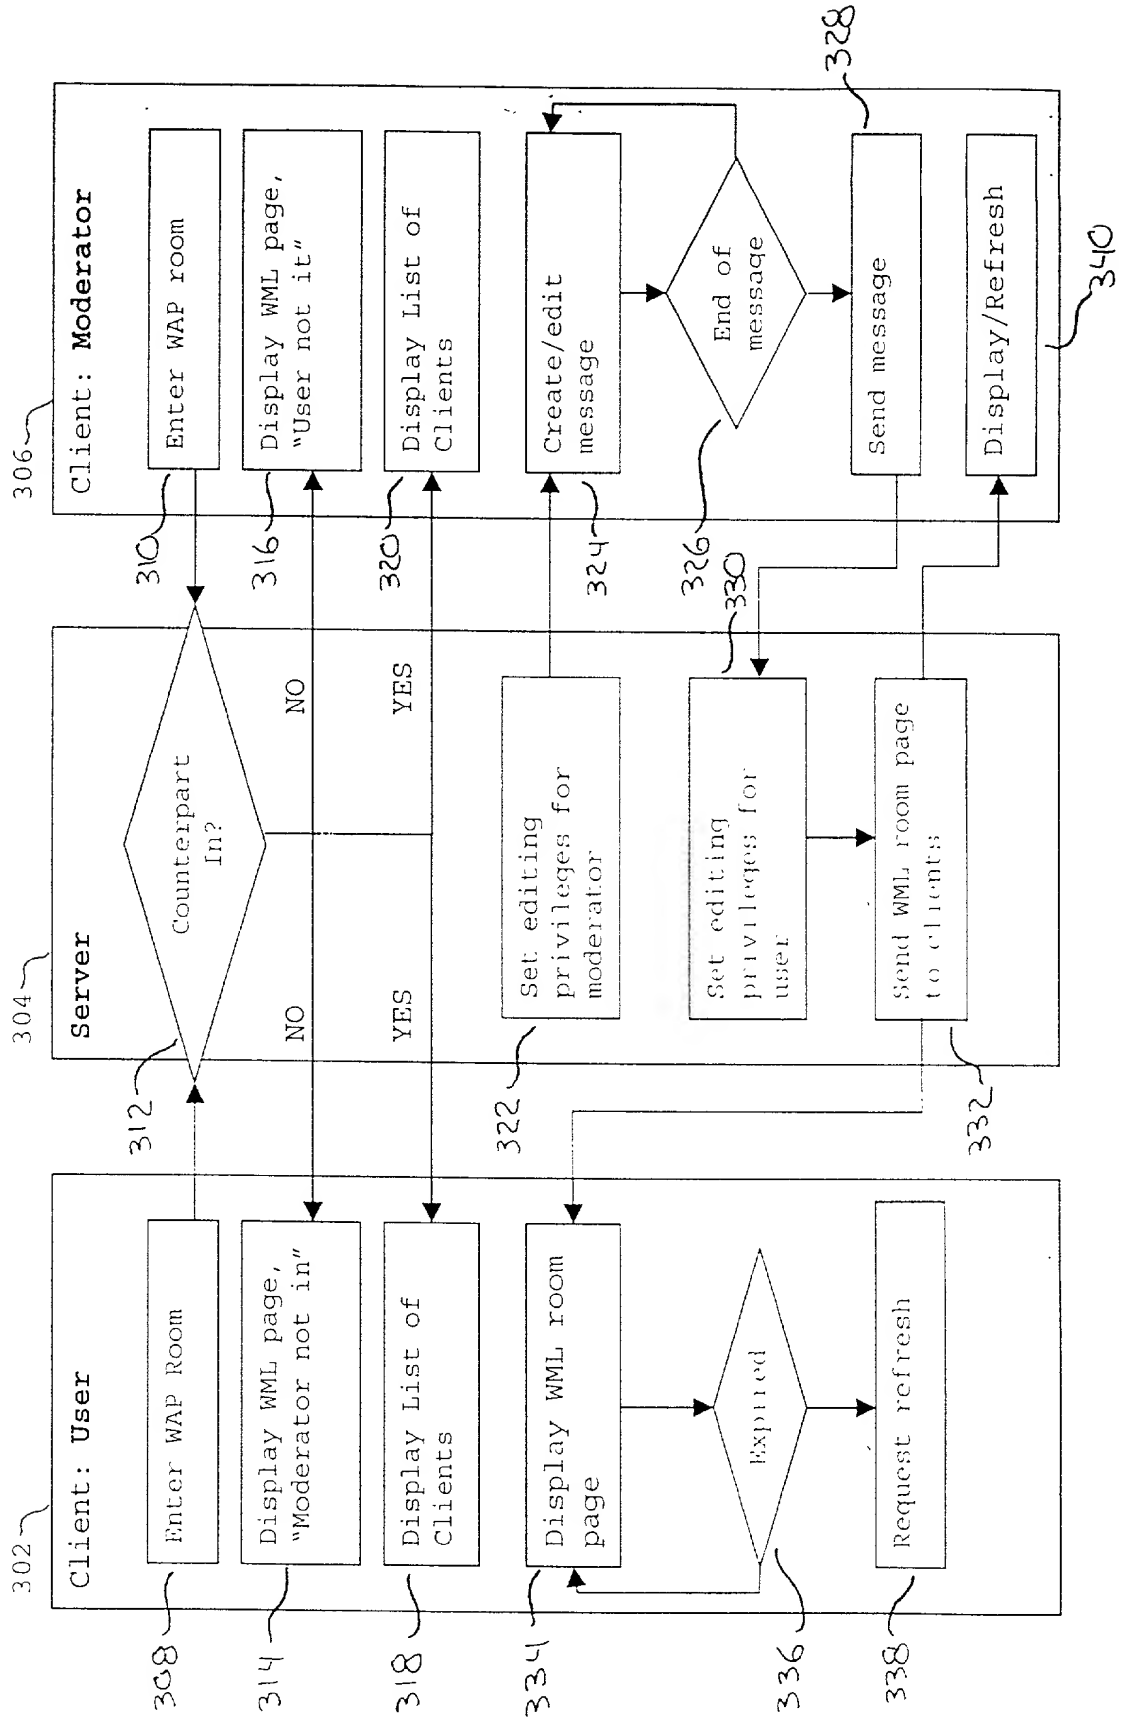 302
Client: User
308
Enter WAP Room
314
Display WML page,
"Moderator not in"
318
Display List of
Clients
334
Display WML room
page
336
Expired
338
Request refresh
304
Server
312
Counterpart
In?
NO
NO
YES
YES
322
Set editing
privileges for
moderator
330
Set editing
privileges for
user
332
Send WML room page
to clients
306
Client: Moderator
310
Enter WAP room
316
Display WML page,
"User not it"
320
Display List of
Clients
324
Create/edit
message
326
End of
message
328
Send message
340
Display/Refresh